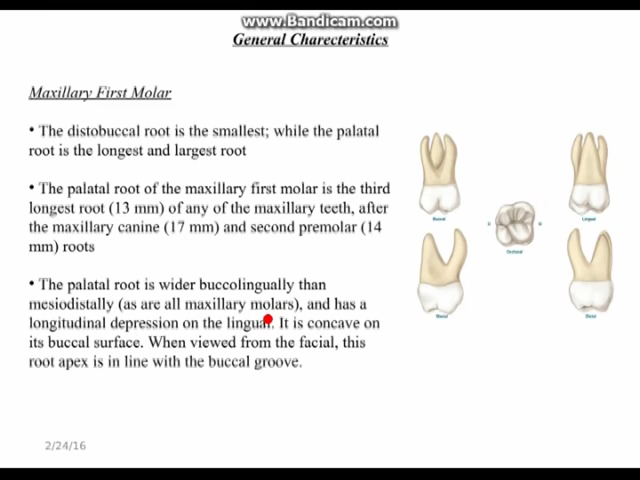 www.Bandicam.com
General Charecteristics
Maxillary First Molar
• The distobuccal root is the smallest; while the palatal
root is the longest and largest root
• The palatal root of the maxillary first molar is the third
longest root (13 mm) of any of the maxillary teeth, after
the maxillary canine (17 mm) and second premolar (14
mm) roots
• The palatal root is wider buccolingually than
mesiodistally (as are all maxillary molars), and has a
longitudinal depression on the lingual. It is concave on
its buccal surface. When viewed from the facial, this
root apex is in line with the buccal groove.
Buccal
Lingual
Occlusal
Mesial
Distal
2/24/16